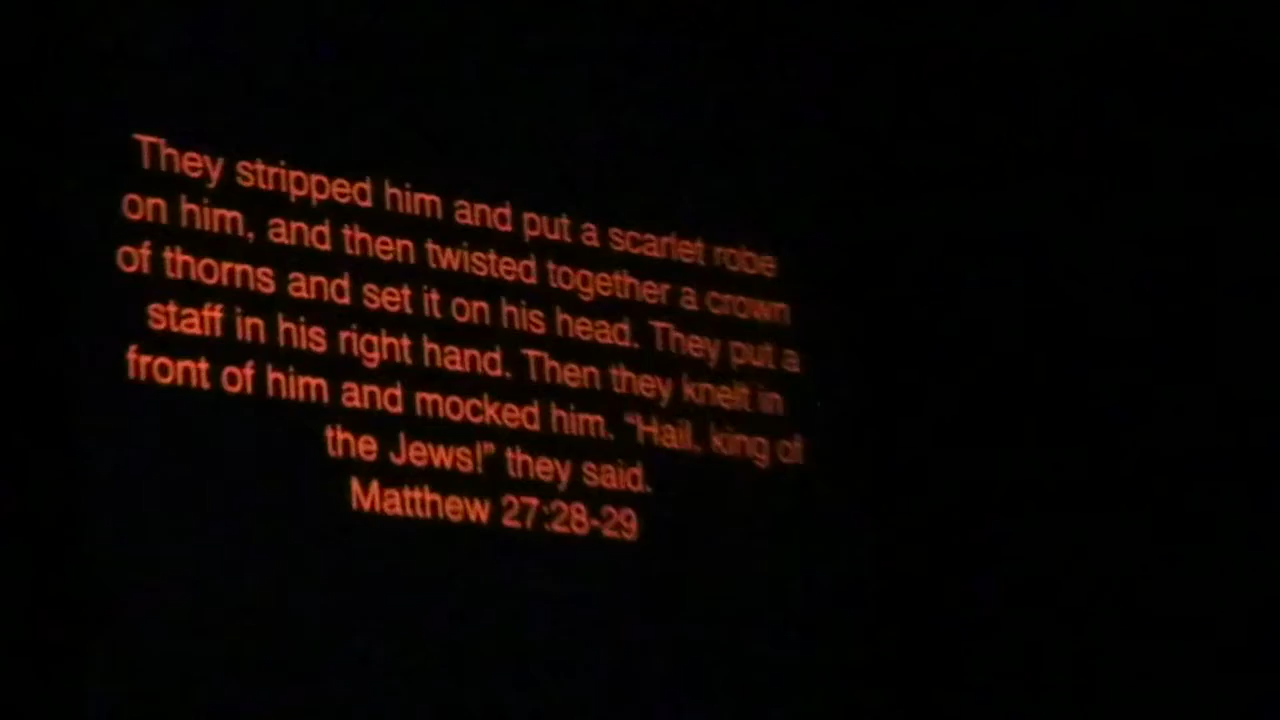 They stripped him and put a scarlet robe
on him, and then twisted together a crown
of thorns and set it on his head. They put a
staff in his right hand. Then they knelt in
front of him and mocked him. “Hail, king of
the Jews!” they said.
Matthew 27:28-29